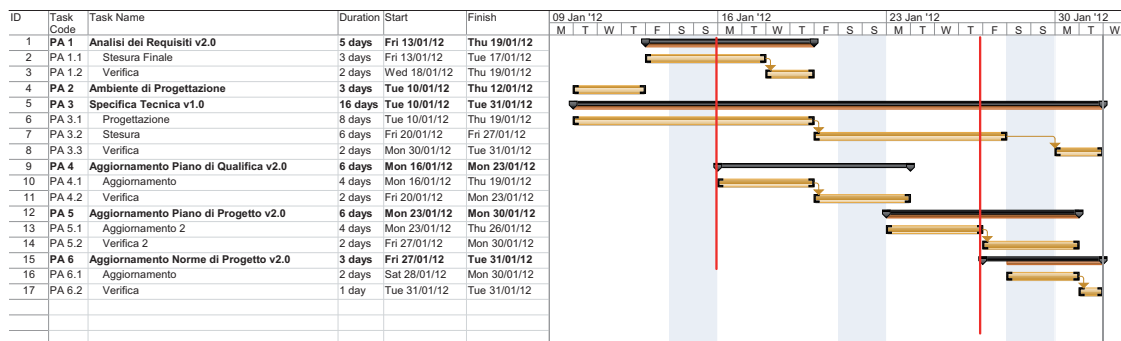 ID Task Code Task Name Duration Start Finish 09 Jan '12 16 Jan '12 23 Jan '12 30 Jan '12
M T W T F S S M T W T F S S M T W T F S S M T W
1 PA 1 Analisi dei Requisiti v2.0 5 days Fri 13/01/12 Thu 19/01/12
2 PA 1.1 Stesura Finale 3 days Fri 13/01/12 Tue 17/01/12
3 PA 1.2 Verifica 2 days Wed 18/01/12 Thu 19/01/12
4 PA 2 Ambiente di Progettazione 3 days Tue 10/01/12 Thu 12/01/12
5 PA 3 Specifica Tecnica v1.0 16 days Tue 10/01/12 Tue 31/01/12
6 PA 3.1 Progettazione 8 days Tue 10/01/12 Thu 19/01/12
7 PA 3.2 Stesura 6 days Fri 20/01/12 Fri 27/01/12
8 PA 3.3 Verifica 2 days Mon 30/01/12 Tue 31/01/12
9 PA 4 Aggiornamento Piano di Qualifica v2.0 6 days Mon 16/01/12 Mon 23/01/12
10 PA 4.1 Aggiornamento 4 days Mon 16/01/12 Thu 19/01/12
11 PA 4.2 Verifica 2 days Fri 20/01/12 Mon 23/01/12
12 PA 5 Aggiornamento Piano di Progetto v2.0 6 days Mon 23/01/12 Mon 30/01/12
13 PA 5.1 Aggiornamento 2 4 days Mon 23/01/12 Thu 26/01/12
14 PA 5.2 Verifica 2 2 days Fri 27/01/12 Mon 30/01/12
15 PA 6 Aggiornamento Norme di Progetto v2.0 3 days Fri 27/01/12 Tue 31/01/12
16 PA 6.1 Aggiornamento 2 days Sat 28/01/12 Mon 30/01/12
17 PA 6.2 Verifica 1 day Tue 31/01/12 Tue 31/01/12